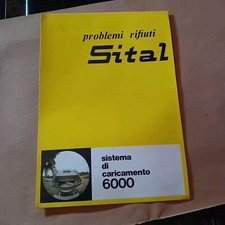 problemi rifiuti
Sital
sistema
di
caricamento
6000